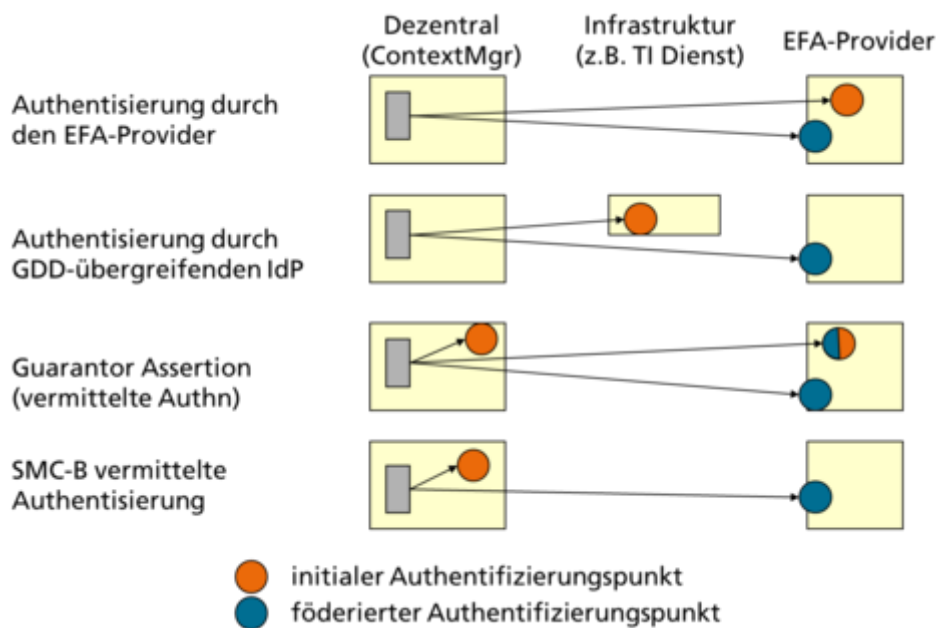 Dezentral
(ContextMgr)
Infrastruktur
(z.B. TI Dienst)
EFA-Provider
Authentisierung durch
den EFA-Provider
Authentisierung durch
GDD-übergreifenden IdP
Guarantor Assertion
(vermittelte Authn)
SMC-B vermittelte
Authentisierung
initialer Authentifizierungspunkt
föderierter Authentifizierungspunkt